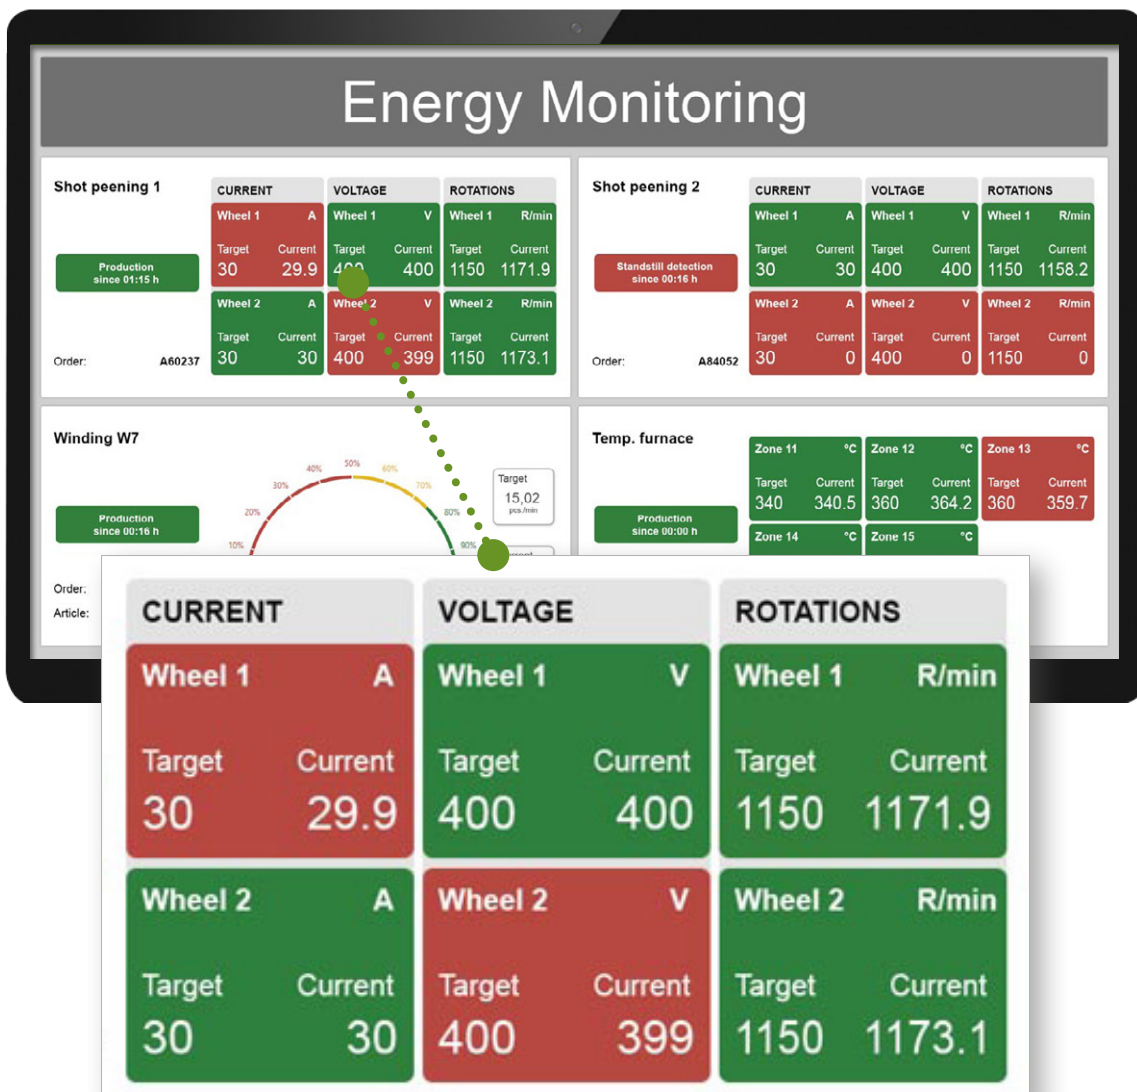 Energy Monitoring
Shot peening 1
Production
since 01:15 h
Order: A60237
CURRENT VOLTAGE ROTATIONS
Wheel 1 A Wheel 1 V Wheel 1 R/min
Target Current Target Current Target Current
30 29.9 400 400 1150 1171.9
Wheel 2 A Wheel 2 V Wheel 2 R/min
Target Current Target Current Target Current
30 30 400 399 1150 1173.1
Shot peening 2
Standstill detection
since 00:16 h
Order: A84052
CURRENT VOLTAGE ROTATIONS
Wheel 1 A Wheel 1 V Wheel 1 R/min
Target Current Target Current Target Current
30 30 400 400 1150 1158.2
Wheel 2 A Wheel 2 V Wheel 2 R/min
Target Current Target Current Target Current
30 0 400 0 1150 0
Winding W7
Production
since 00:16 h
Order:
Article:
10%
20%
30%
40%
50%
60%
70%
80%
90%
Target
15,02
pcs./min
Temp. furnace
Production
since 00:00 h
Zone 11 °C Zone 12 °C Zone 13 °C
Target Current Target Current Target Current
340 340.5 360 364.2 360 359.7
Zone 14 °C Zone 15 °C
CURRENT VOLTAGE ROTATIONS
Wheel 1 A Wheel 1 V Wheel 1 R/min
Target Current Target Current Target Current
30 29.9 400 400 1150 1171.9
Wheel 2 A Wheel 2 V Wheel 2 R/min
Target Current Target Current Target Current
30 30 400 399 1150 1173.1